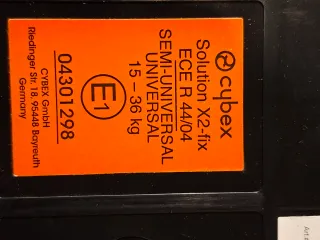 cybex
Solution X2-fix
ECE R 44/04
SEMI-UNIVERSAL
UNIVERSAL
15 – 36 kg
E1
04301298
CYBEX GmbH
Riedinger Str. 18, 95448 Bayreuth
Germany
Art.